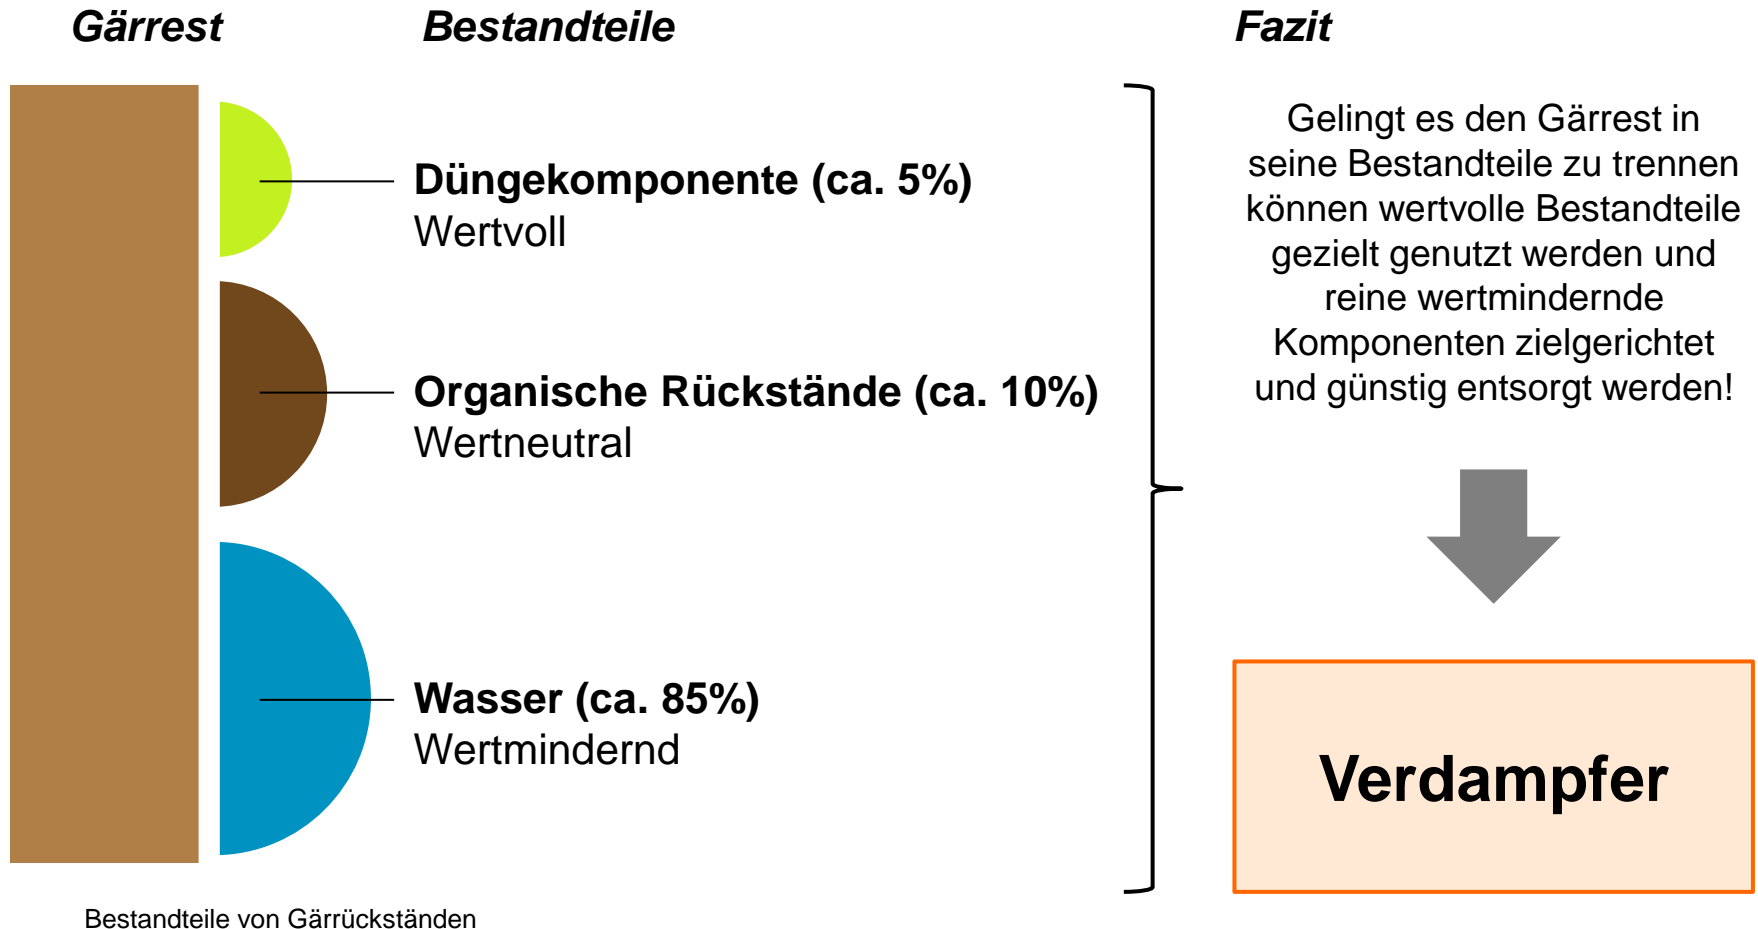 Gärrest
Bestandteile
Fazit
Düngekomponente (ca. 5%)
Wertvoll
Organische Rückstände (ca. 10%)
Wertneutral
Wasser (ca. 85%)
Wertmindernd
Gelingt es den Gärrest in
seine Bestandteile zu trennen
können wertvolle Bestandteile
gezielt genutzt werden und
reine wertmindernde
Komponenten zielgerichtet
und günstig entsorgt werden!
Verdampfer
Bestandteile von Gärrückständen